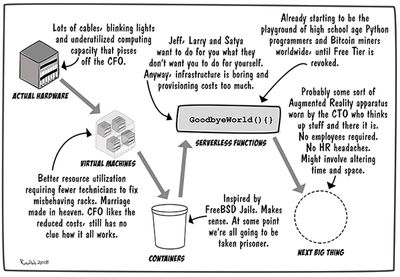 Lots of cables, blinking lights
and underutilized computing
capacity that pisses
off the CFO.
ACTUAL HARDWARE
Jeff, Larry and Satya
want to do for you what they
don't want you to do for yourself.
Anyway, infrastructure is boring and
provisioning costs too much.
Already starting to be the
playground of high school age Python
programmers and Bitcoin miners
worldwide, until Free Tier is
revoked.
GoodbyeWorld(){}
SERVERLESS FUNCTIONS
VIRTUAL MACHINES
Better resource utilization
requiring fewer technicians to fix
misbehaving racks. Marriage
made in heaven. CFO likes the
reduced costs, still has no
clue how it all works.
CONTAINERS
Inspired by
FreeBSD Jails. Makes
sense. At some point
we're all going to be
taken prisoner.
Probably some sort of
Augmented Reality apparatus
worn by the CTO who thinks
up stuff and there it is.
No employees required.
No HR headaches.
Might involve altering
time and space.
NEXT BIG THING